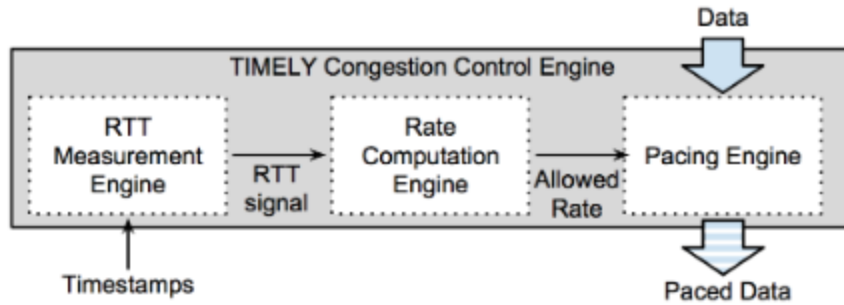 Data
TIMELY Congestion Control Engine
RTT
Measurement
Engine
RTT
signal
Rate
Computation
Engine
Allowed
Rate
Pacing Engine
Timestamps
Paced Data